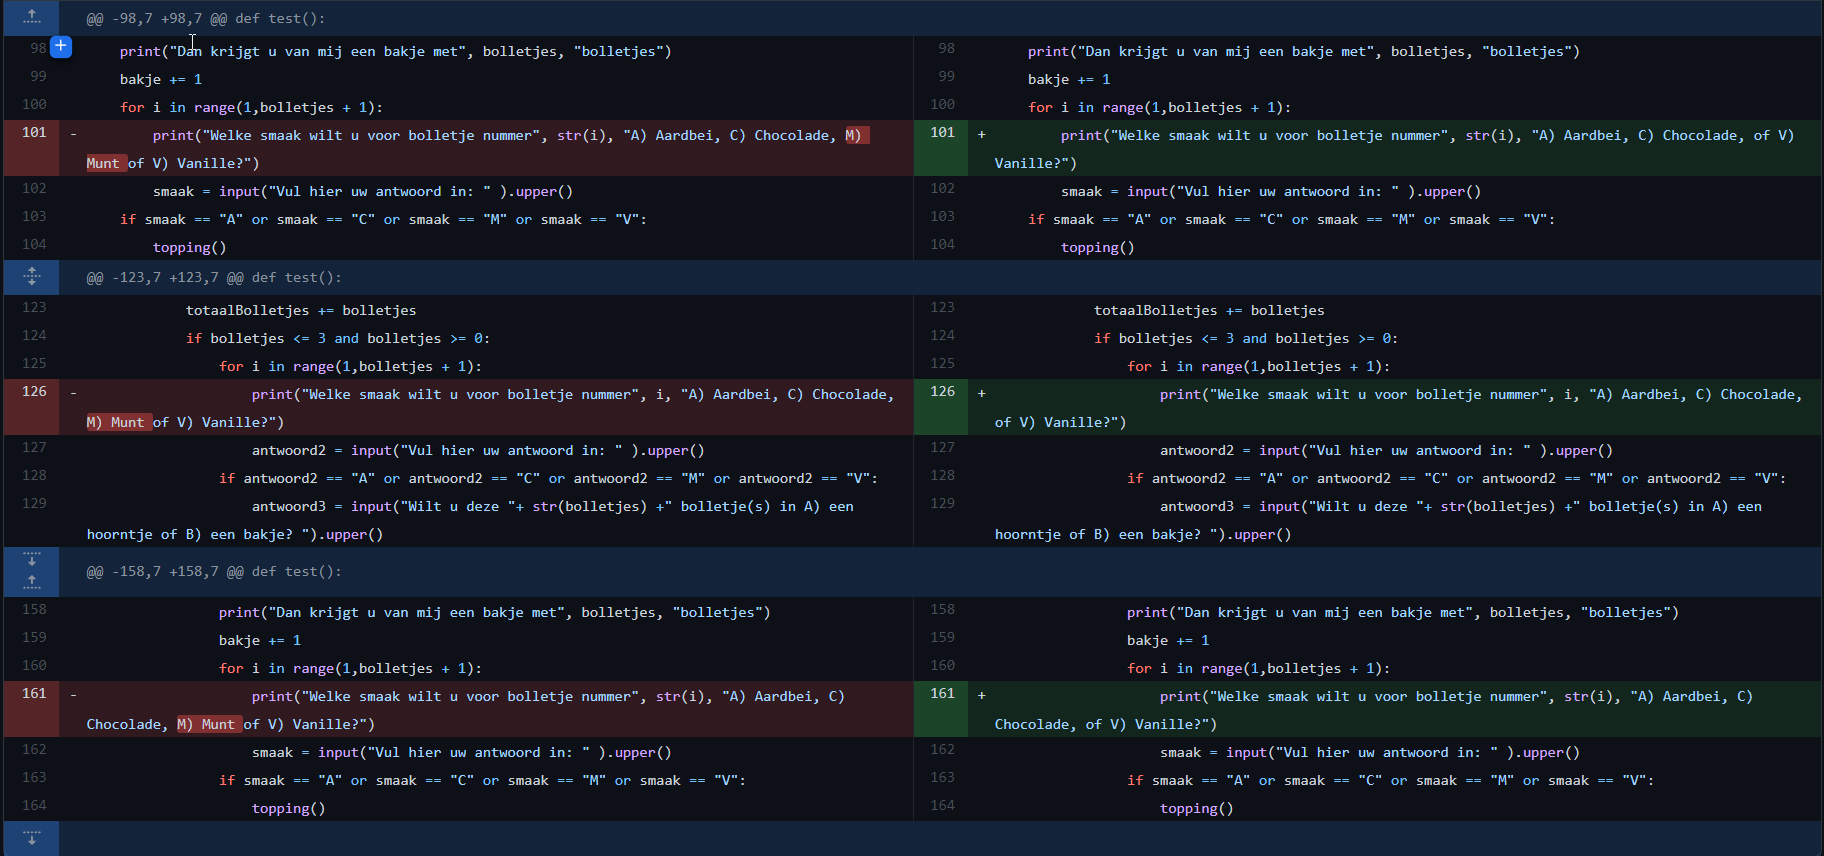 @@ -98,7 +98,7 @@ def test():
98 print("Dan krijgt u van mij een bakje met", bolletjes, "bolletjes")
99 bakje += 1
100 for i in range(1,bolletjes + 1):
101 - print("Welke smaak wilt u voor bolletje nummer", str(i), "A) Aardbei, C) Chocolade, M)
Munt of V) Vanille?")
102 smaak = input("Vul hier uw antwoord in: " ).upper()
103 if smaak == "A" or smaak == "C" or smaak == "M" or smaak == "V":
104 topping()
98 print("Dan krijgt u van mij een bakje met", bolletjes, "bolletjes")
99 bakje += 1
100 for i in range(1,bolletjes + 1):
101 + print("Welke smaak wilt u voor bolletje nummer", str(i), "A) Aardbei, C) Chocolade, of V)
Vanille?")
102 smaak = input("Vul hier uw antwoord in: " ).upper()
103 if smaak == "A" or smaak == "C" or smaak == "M" or smaak == "V":
104 topping()
@@ -123,7 +123,7 @@ def test():
123 totaalBolletjes += bolletjes
124 if bolletjes <= 3 and bolletjes >= 0:
125 for i in range(1,bolletjes + 1):
126 - print("Welke smaak wilt u voor bolletje nummer", i, "A) Aardbei, C) Chocolade,
M) Munt of V) Vanille?")
127 antwoord2 = input("Vul hier uw antwoord in: " ).upper()
128 if antwoord2 == "A" or antwoord2 == "C" or antwoord2 == "M" or antwoord2 == "V":
129 antwoord3 = input("Wilt u deze "+ str(bolletjes) +" bolletje(s) in A) een
hoorntje of B) een bakje? ").upper()
123 totaalBolletjes += bolletjes
124 if bolletjes <= 3 and bolletjes >= 0:
125 for i in range(1,bolletjes + 1):
126 + print("Welke smaak wilt u voor bolletje nummer", i, "A) Aardbei, C) Chocolade,
of V) Vanille?")
127 antwoord2 = input("Vul hier uw antwoord in: " ).upper()
128 if antwoord2 == "A" or antwoord2 == "C" or antwoord2 == "M" or antwoord2 == "V":
129 antwoord3 = input("Wilt u deze "+ str(bolletjes) +" bolletje(s) in A) een
hoorntje of B) een bakje? ").upper()
@@ -158,7 +158,7 @@ def test():
158 print("Dan krijgt u van mij een bakje met", bolletjes, "bolletjes")
159 bakje += 1
160 for i in range(1,bolletjes + 1):
161 - print("Welke smaak wilt u voor bolletje nummer", str(i), "A) Aardbei, C)
Chocolade, M) Munt of V) Vanille?")
162 smaak = input("Vul hier uw antwoord in: " ).upper()
163 if smaak == "A" or smaak == "C" or smaak == "M" or smaak == "V":
164 topping()
158 print("Dan krijgt u van mij een bakje met", bolletjes, "bolletjes")
159 bakje += 1
160 for i in range(1,bolletjes + 1):
161 + print("Welke smaak wilt u voor bolletje nummer", str(i), "A) Aardbei, C)
Chocolade, of V) Vanille?")
162 smaak = input("Vul hier uw antwoord in: " ).upper()
163 if smaak == "A" or smaak == "C" or smaak == "M" or smaak == "V":
164 topping()